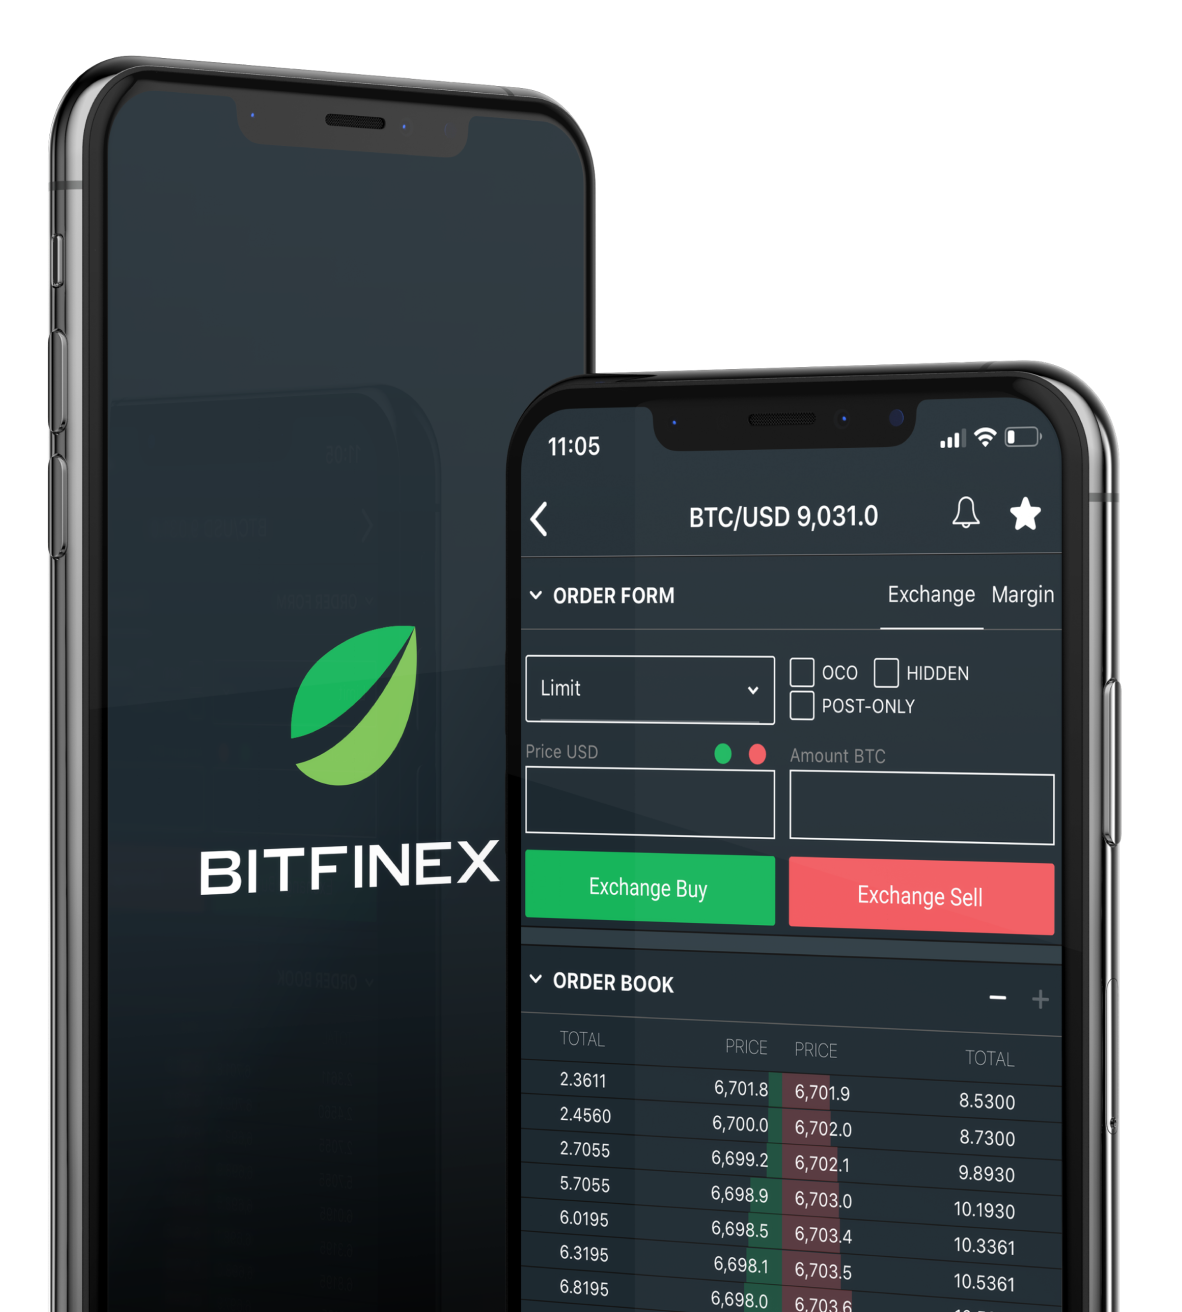 BITFINEX
11:05
BTC/USD 9,031.0
ORDER FORM Exchange Margin
Limit OCO HIDDEN
POST-ONLY
Price USD Amount BTC
Exchange Buy Exchange Sell
ORDER BOOK
TOTAL PRICE PRICE TOTAL
2.3611 6,701.8 6,701.9 8.5300
2.4560 6,700.0 6,702.0 8.7300
2.7055 6,699.2 6,702.1 9.8930
5.7055 6,698.9 6,703.0 10.1930
6.0195 6,698.5 6,703.4 10.3361
6.3195 6,698.1 6,703.5 10.5361
6.8195 6,698.0 6,703.6